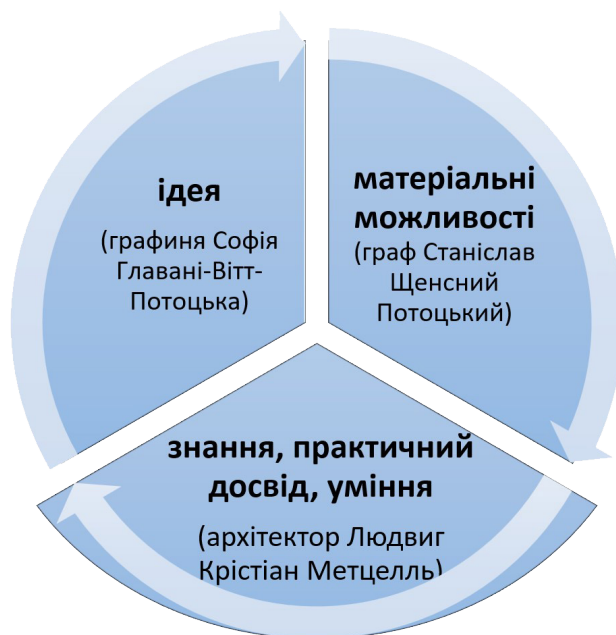 ідея
(графиня Софія
Главані-Вітт-
Потоцька)
матеріальні
можливості
(граф Станіслав
Щенсний
Потоцький)
знання, практичний
досвід, уміння
(архітектор Людвиг
Крістіан Метцелль)